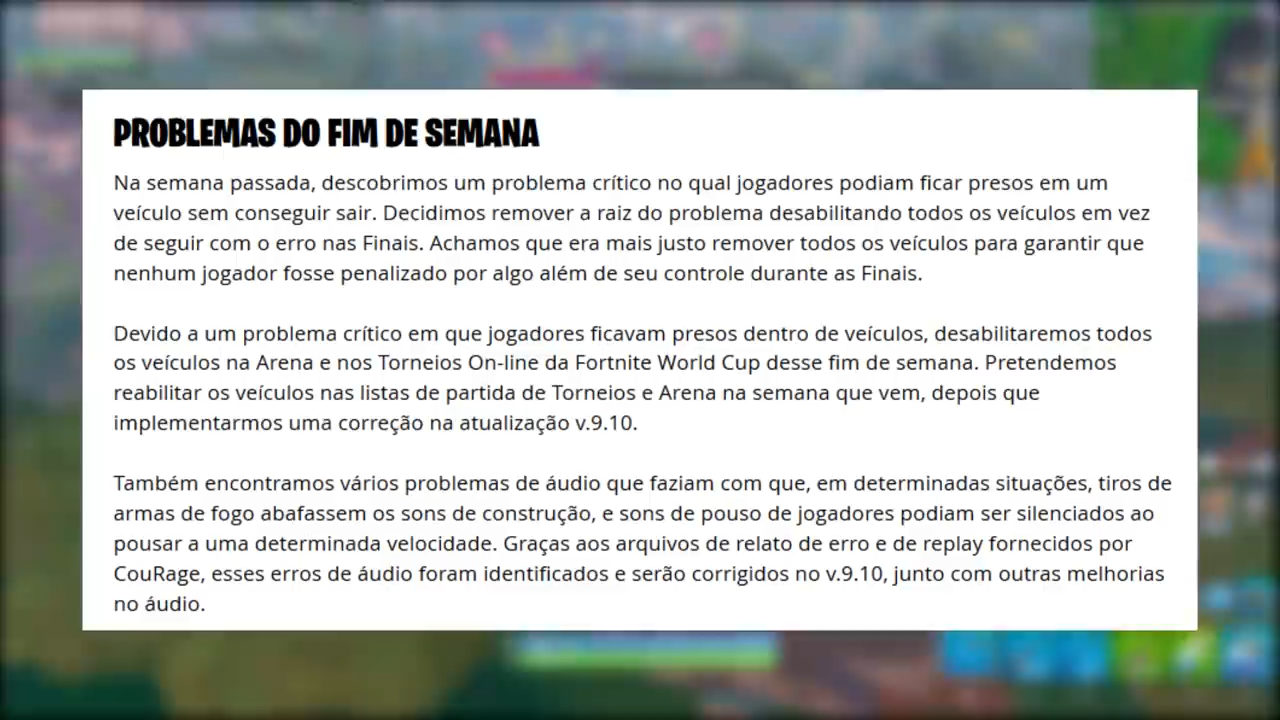 PROBLEMAS DO FIM DE SEMANA
Na semana passada, descobrimos um problema crítico no qual jogadores podiam ficar presos em um
veículo sem conseguir sair. Decidimos remover a raiz do problema desabilitando todos os veículos em vez
de seguir com o erro nas Finais. Achamos que era mais justo remover todos os veículos para garantir que
nenhum jogador fosse penalizado por algo além de seu controle durante as Finais.
Devido a um problema crítico em que jogadores ficavam presos dentro de veículos, desabilitaremos todos
os veículos na Arena e nos Torneios On-line da Fortnite World Cup desse fim de semana. Pretendemos
reabilitar os veículos nas listas de partida de Torneios e Arena na semana que vem, depois que
implementarmos uma correção na atualização v.9.10.
Também encontramos vários problemas de áudio que faziam com que, em determinadas situações, tiros de
armas de fogo abafassem os sons de construção, e sons de pouso de jogadores podiam ser silenciados ao
pousar a uma determinada velocidade. Graças aos arquivos de relato de erro e de replay fornecidos por
CouRage, esses erros de áudio foram identificados e serão corrigidos no v.9.10, junto com outras melhorias
no áudio.